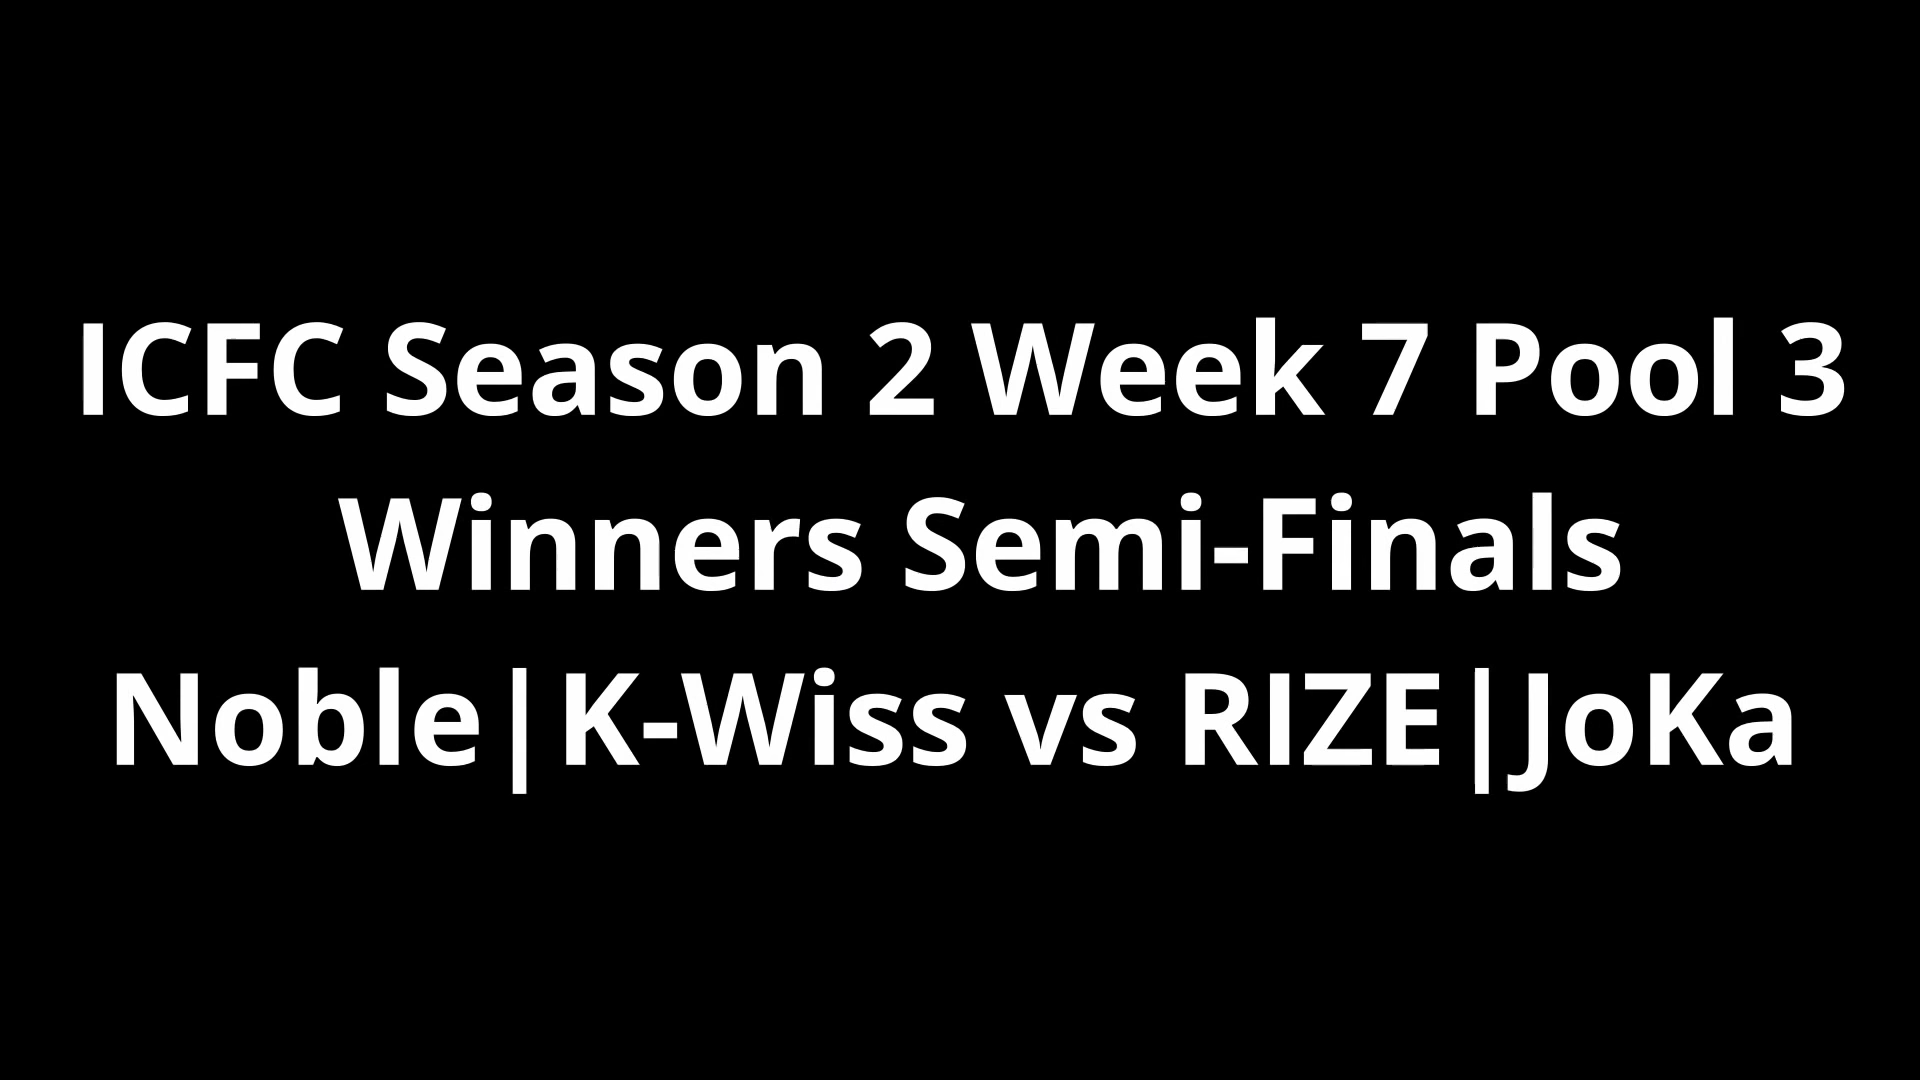 ICFC Season 2 Week 7 Pool 3
Winners Semi-Finals
Noble|K-Wiss vs RIZE|JoKa